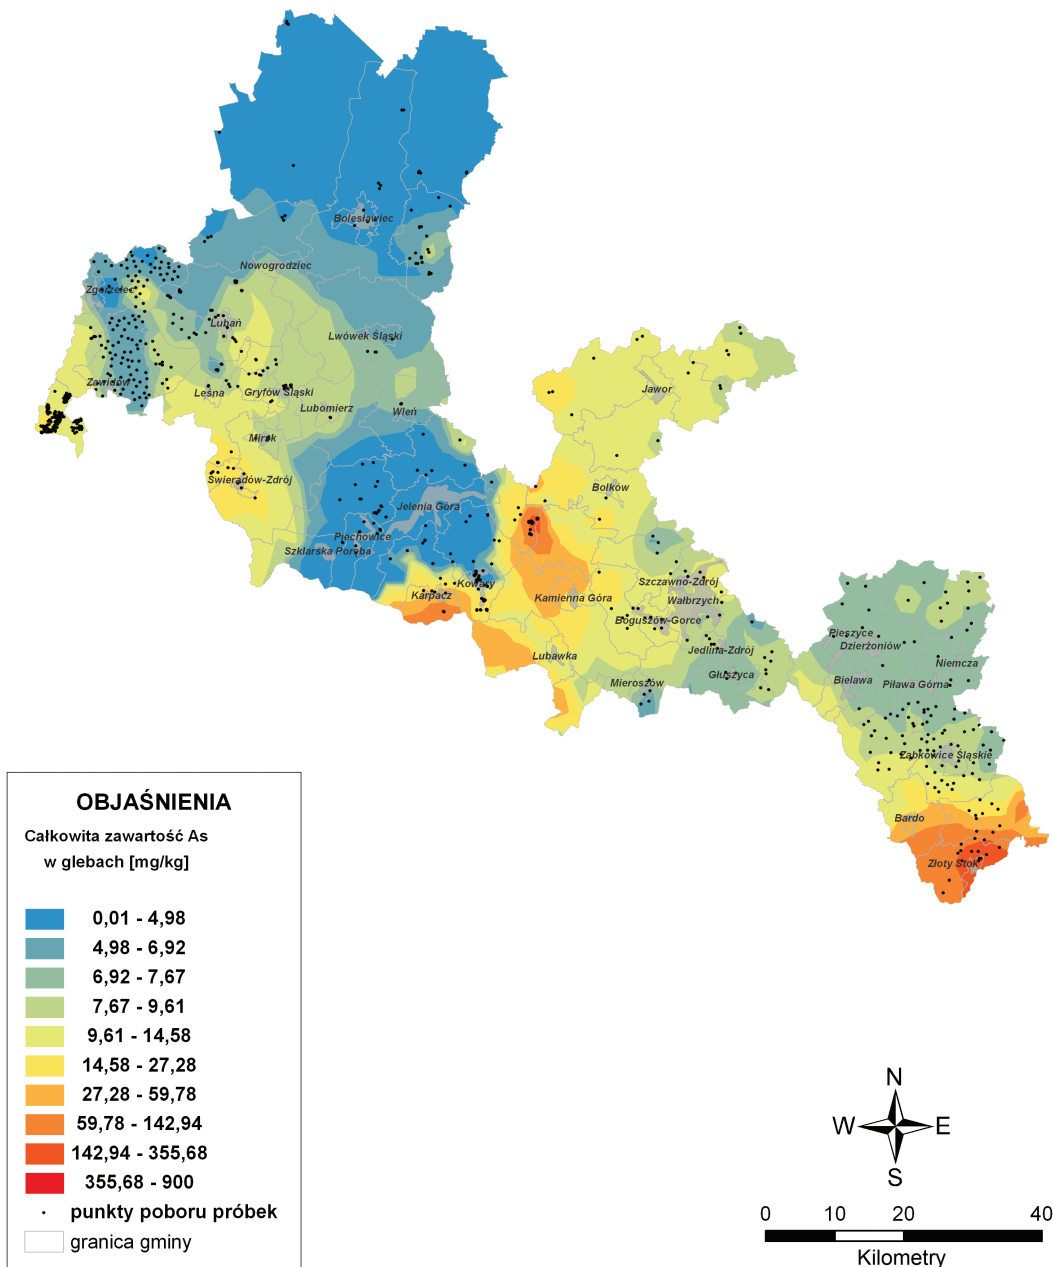 Bolesławiec
Nowogrodziec
Zgorzelec
Lubań
Lwówek Śląski
Zawidów
Leśna
Gryfów Śląski
Lubomierz
Wleń
Jawor
Mirsk
Świeradów-Zdrój
Bolków
Jelenia Góra
Piechowice
Szklarska Poręba
Kowary
Karpacz
Kamienna Góra
Szczawno-Zdrój
Wałbrzych
Boguszów-Gorce
Jedlina-Zdrój
Lubawka
Mieroszów
Głuszyca
Pieszyce
Dzierżoniów
Niemcza
Bielawa
Piława Górna
Ząbkowice Śląskie
Bardo
Złoty Stok
OBJAŚNIENIA
Całkowita zawartość As
w glebach [mg/kg]
0,01 - 4,98
4,98 - 6,92
6,92 - 7,67
7,67 - 9,61
9,61 - 14,58
14,58 - 27,28
27,28 - 59,78
59,78 - 142,94
142,94 - 355,68
355,68 - 900
punkty poboru próbek
granica gminy
N
W E
S
0 10 20 40
Kilometry